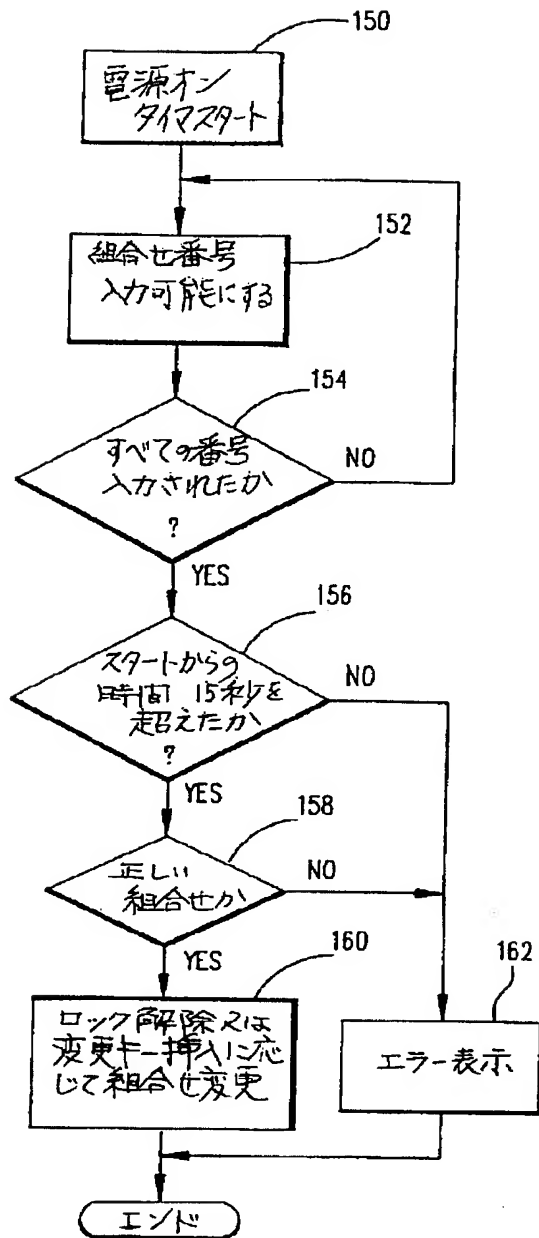 150
電源オン
タイマスタート
152
組合せ番号
入力可能にする
154
すべての番号
入力されたか
?
NO
YES
156
スタートからの
時間 15秒を
超えたか
?
NO
YES
158
正しい
組合せか
NO
YES
160
ロック解除又は
変更キー挿入に応
じて組合せ変更
162
エラー表示
エンド